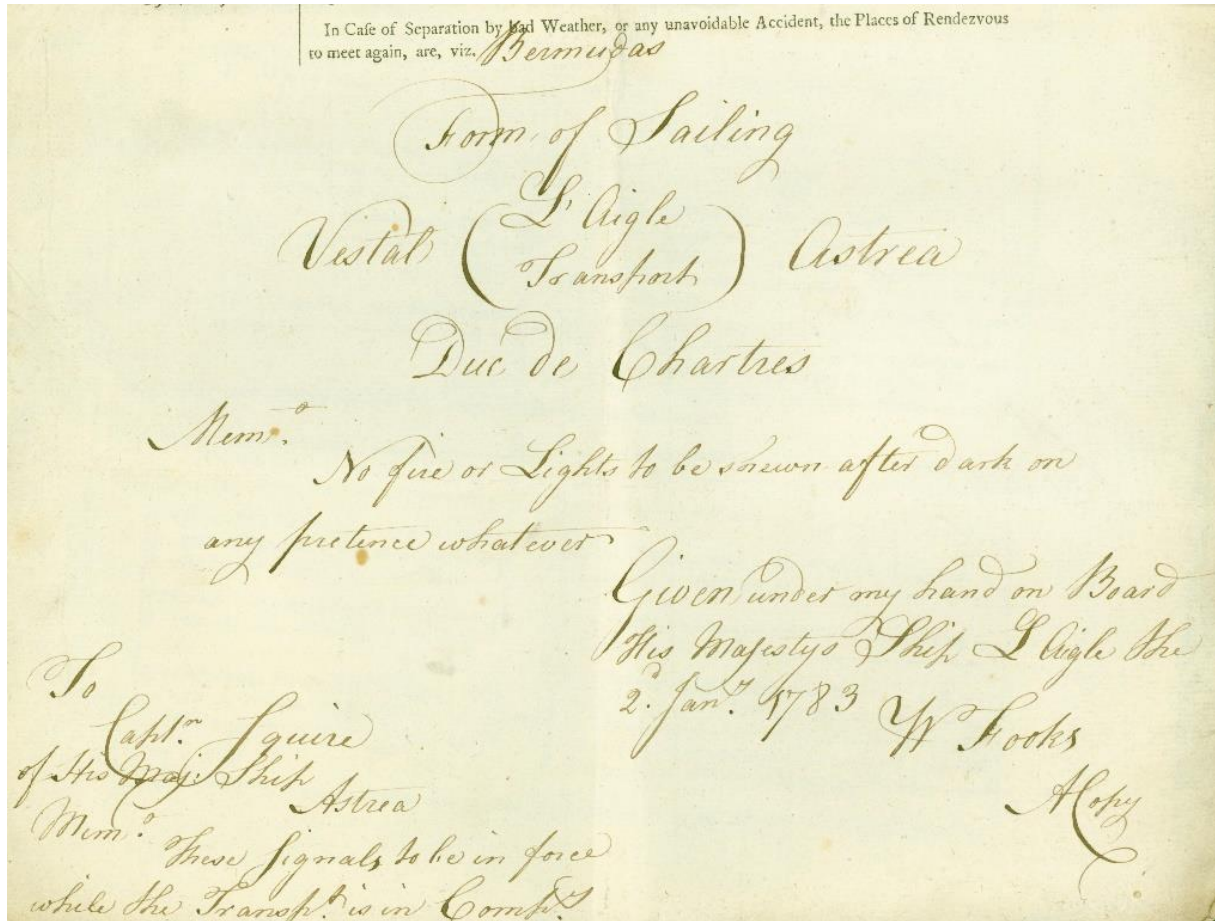 In Case of Separation by bad Weather, or any unavoidable Accident, the Places of Rendezvous
to meet again, are, viz. Bermudas
Form of Sailing
L'Aigle
Vestal ( Transport ) Astrea
Duc de Chartres
Memo.
No fire or Lights to be shewn after dark on
any pretence whatever
Given under my hand on Board
His Majestys Ship L'Aigle the
2d. Jany. 1783
W Fooks
A Copy
To
Captn. Squire
of His Maj: Ship
Astrea
Memo.
These Signals to be in force
while the Transpt. is in Compy.